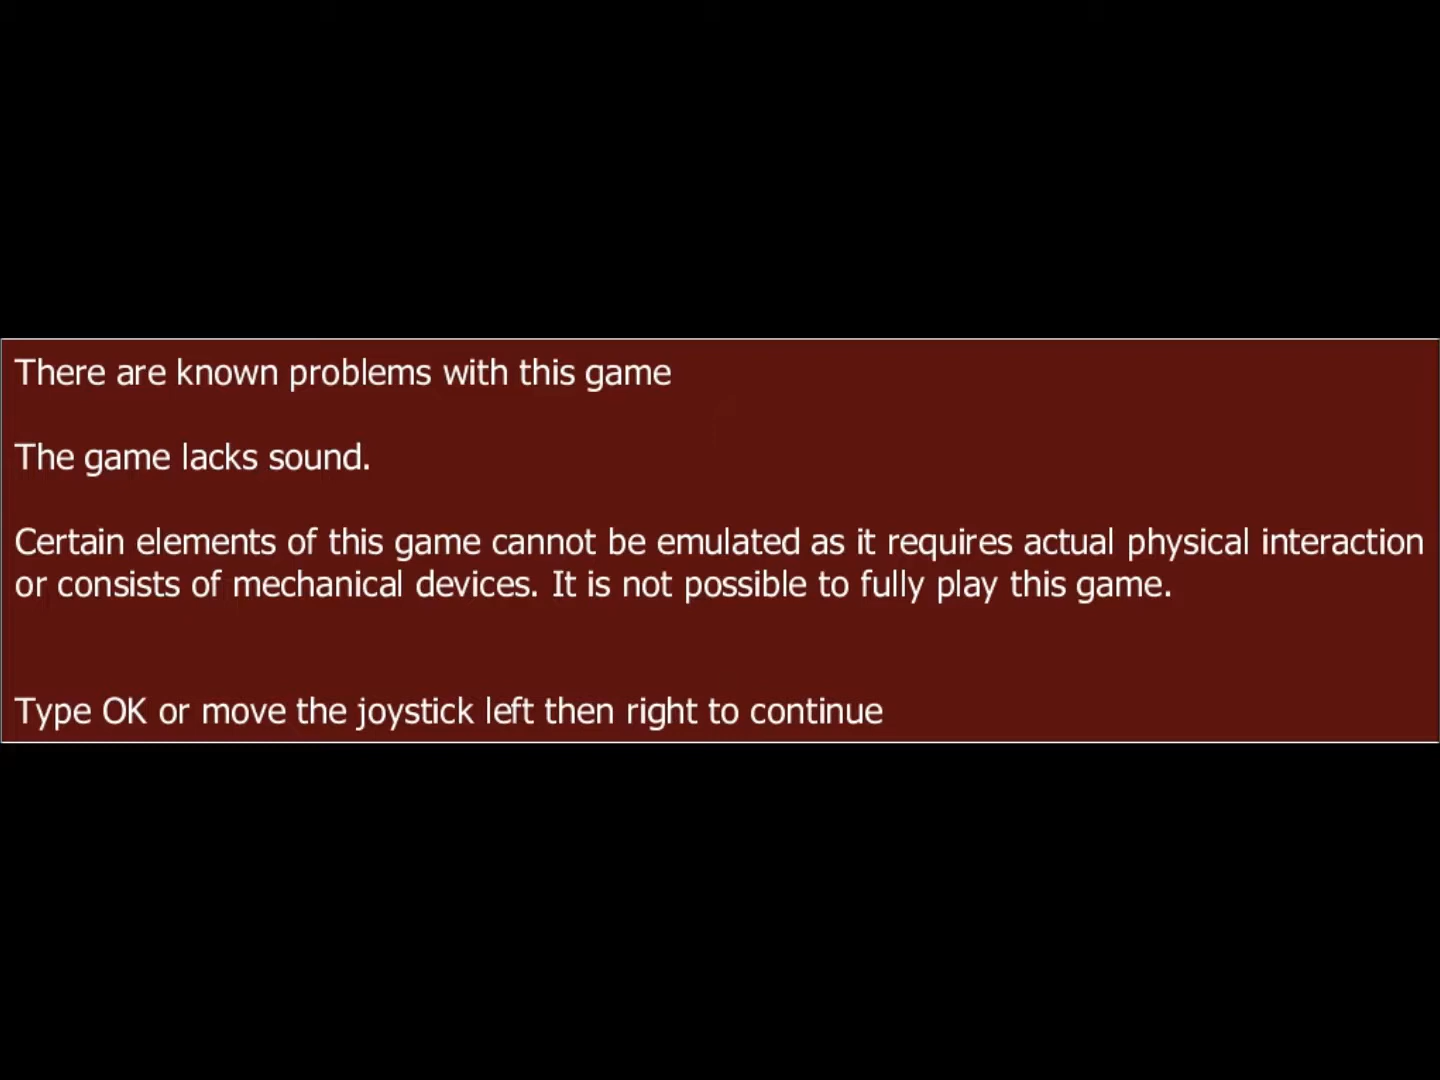 There are known problems with this game
The game lacks sound.
Certain elements of this game cannot be emulated as it requires actual physical interaction
or consists of mechanical devices. It is not possible to fully play this game.
Type OK or move the joystick left then right to continue